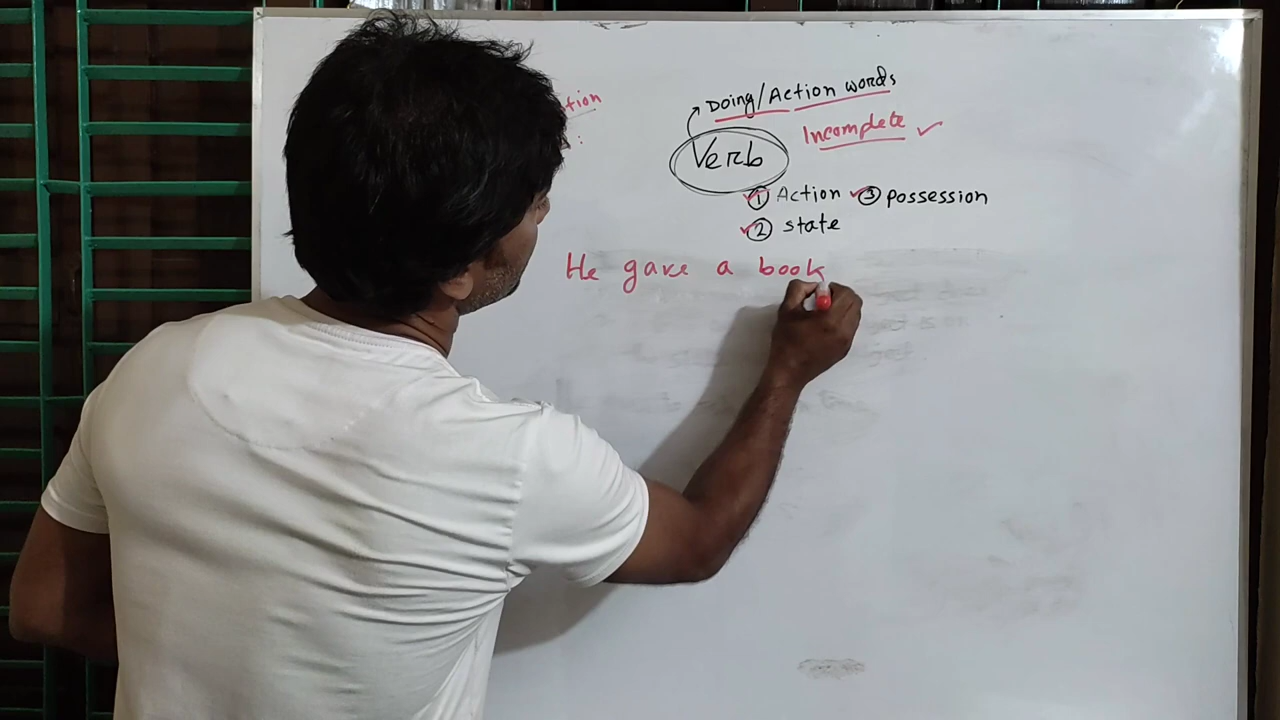 Doing/Action words
Incomplete ✓
Verb
① Action ③ possession
② state
He gave a book